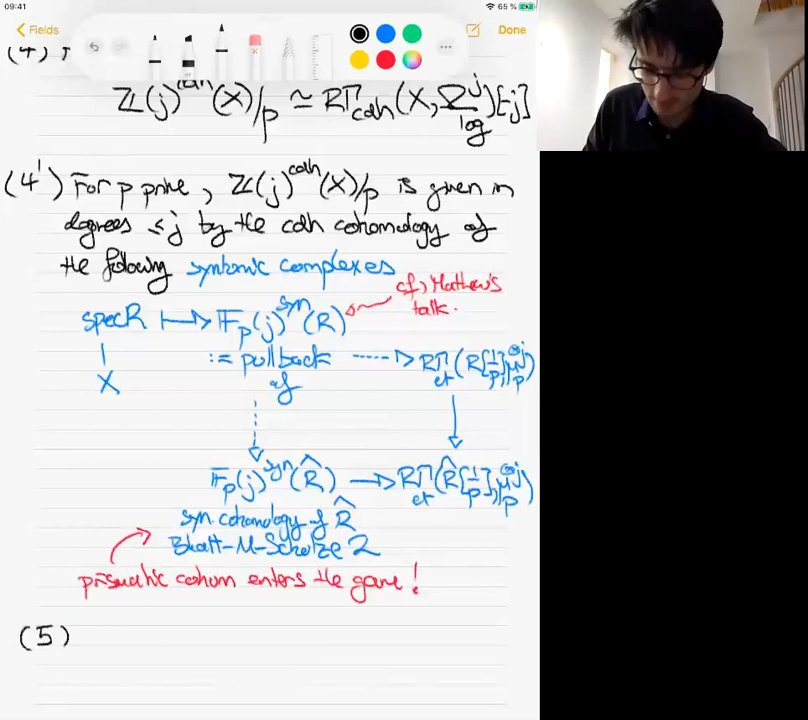 09:41
65 %
Fields
Done
(4)
ℤ(j)^cdh(X)/p ≃ RΓ_cdh(X, Ω^j_log)[-j]
(4') For p prime, ℤ(j)^cdh(X)/p is given in
degrees ≤j by the cdh cohomology of
the following syntomic complexes
cf, Mathew's
talk.
Spec R ↦ 𝔽_p(j)^syn(R)
:= pullback ⇢ RΓ_et(R[1/p], μ_p^⊗j)
of
X
𝔽_p(j)^syn(R̂) → RΓ_et(R̂[1/p], μ_p^⊗j)
syn. cohomology of R̂
Bhatt-M-Scholze 2
prismatic cohom enters the game!
(5)